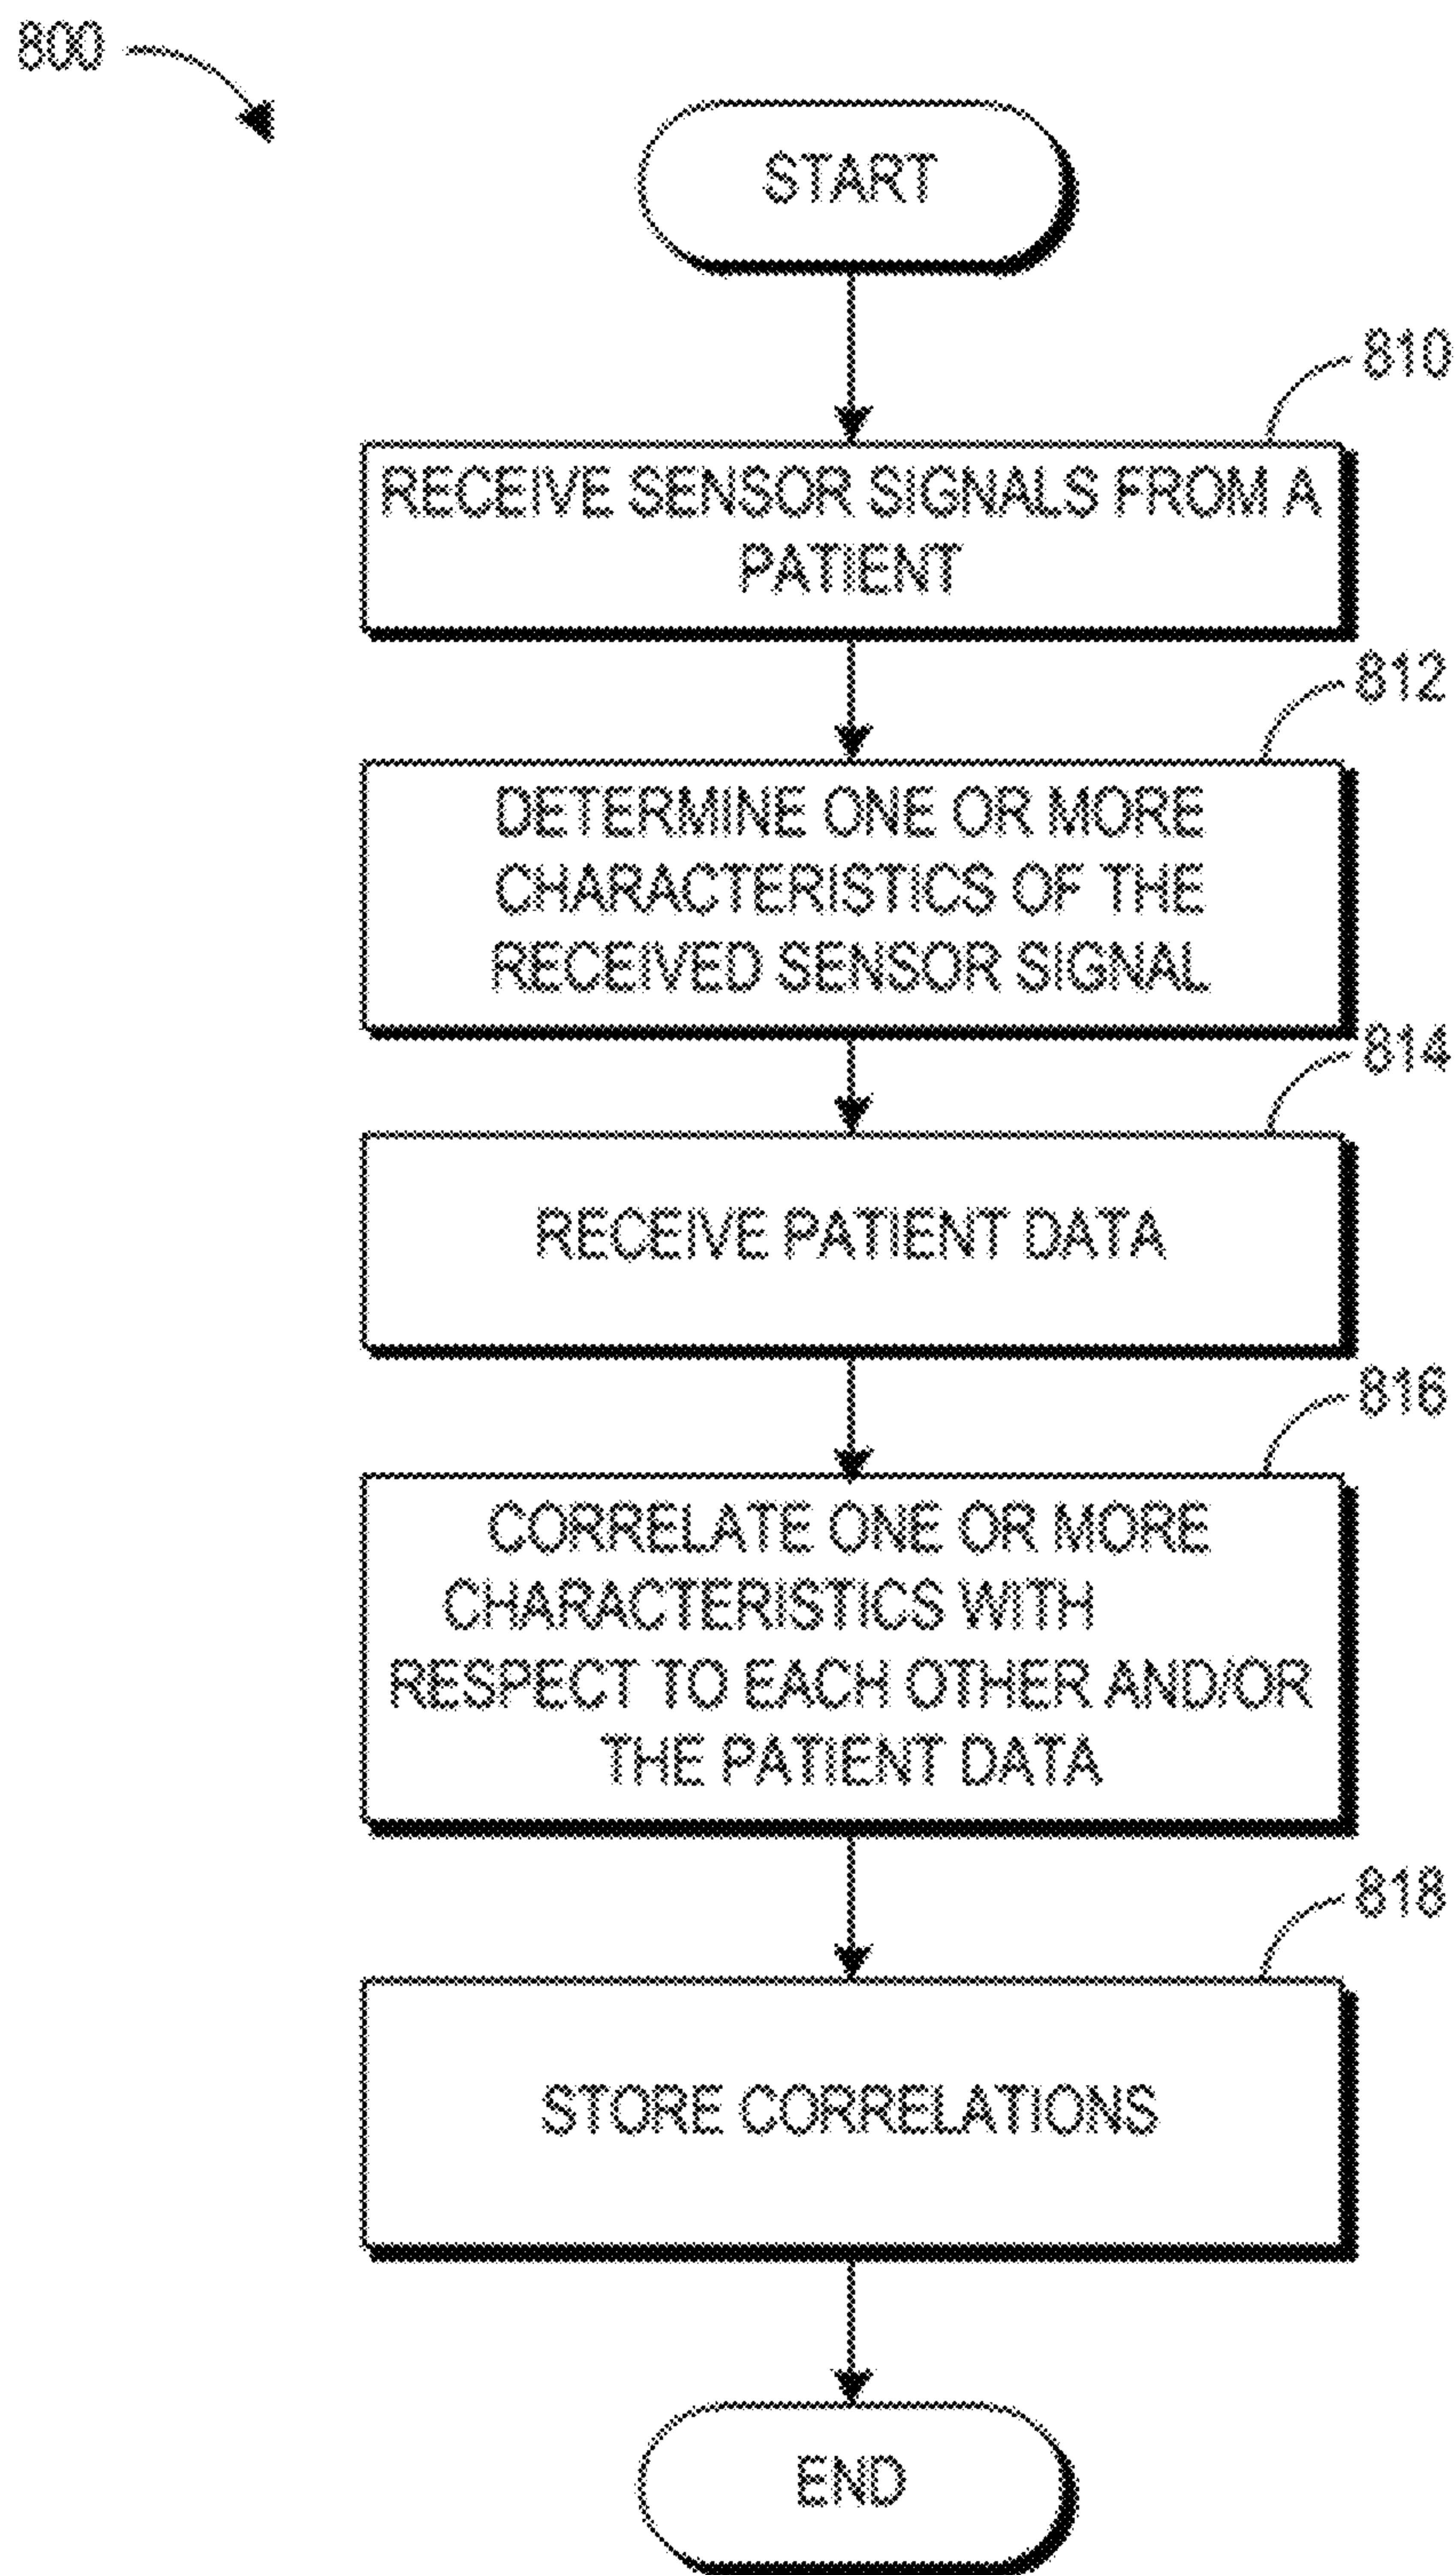 800
START
810
RECEIVE SENSOR SIGNALS FROM A
PATIENT
812
DETERMINE ONE OR MORE
CHARACTERISTICS OF THE
RECEIVED SENSOR SIGNAL
814
RECEIVE PATIENT DATA
816
CORRELATE ONE OR MORE
CHARACTERISTICS WITH
RESPECT TO EACH OTHER AND/OR
THE PATIENT DATA
818
STORE CORRELATIONS
END